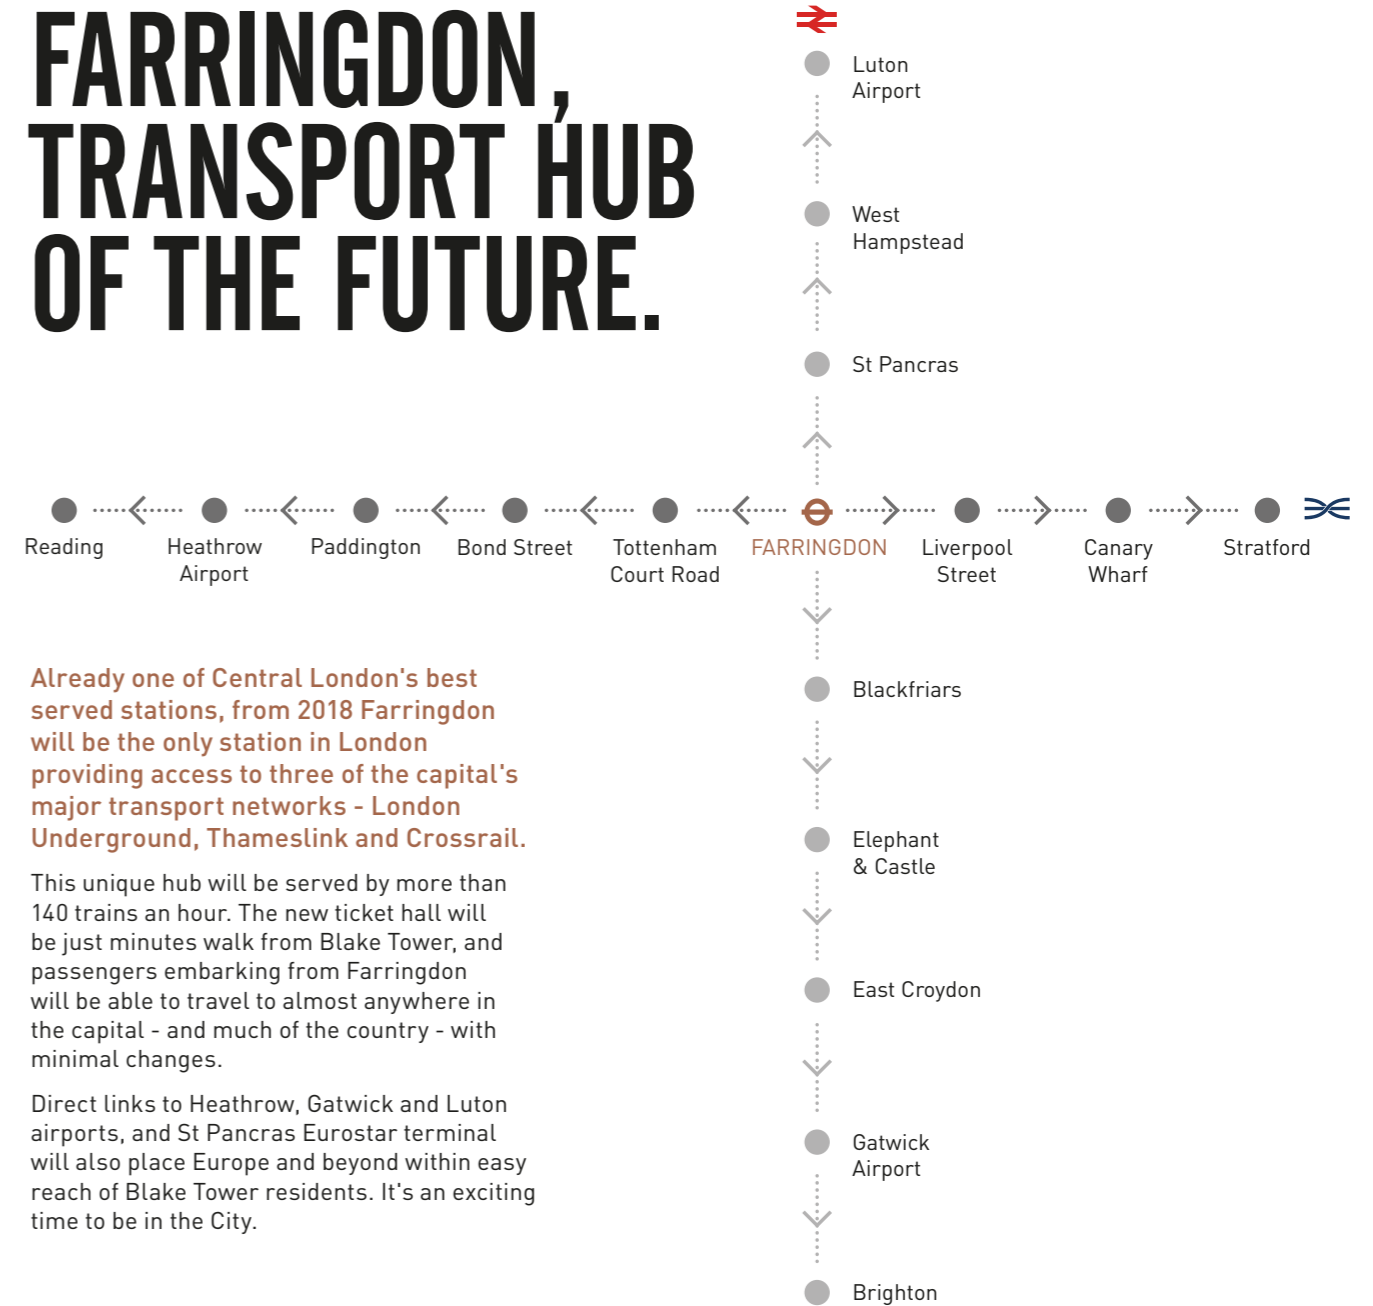 FARRINGDON,
TRANSPORT HUB
OF THE FUTURE.
Luton
Airport
West
Hampstead
St Pancras
Reading
Heathrow
Airport
Paddington
Bond Street
Tottenham
Court Road
FARRINGDON
Liverpool
Street
Canary
Wharf
Stratford
Blackfriars
Elephant
& Castle
East Croydon
Gatwick
Airport
Brighton
Already one of Central London's best
served stations, from 2018 Farringdon
will be the only station in London
providing access to three of the capital's
major transport networks - London
Underground, Thameslink and Crossrail.
This unique hub will be served by more than
140 trains an hour. The new ticket hall will
be just minutes walk from Blake Tower, and
passengers embarking from Farringdon
will be able to travel to almost anywhere in
the capital - and much of the country - with
minimal changes.
Direct links to Heathrow, Gatwick and Luton
airports, and St Pancras Eurostar terminal
will also place Europe and beyond within easy
reach of Blake Tower residents. It's an exciting
time to be in the City.